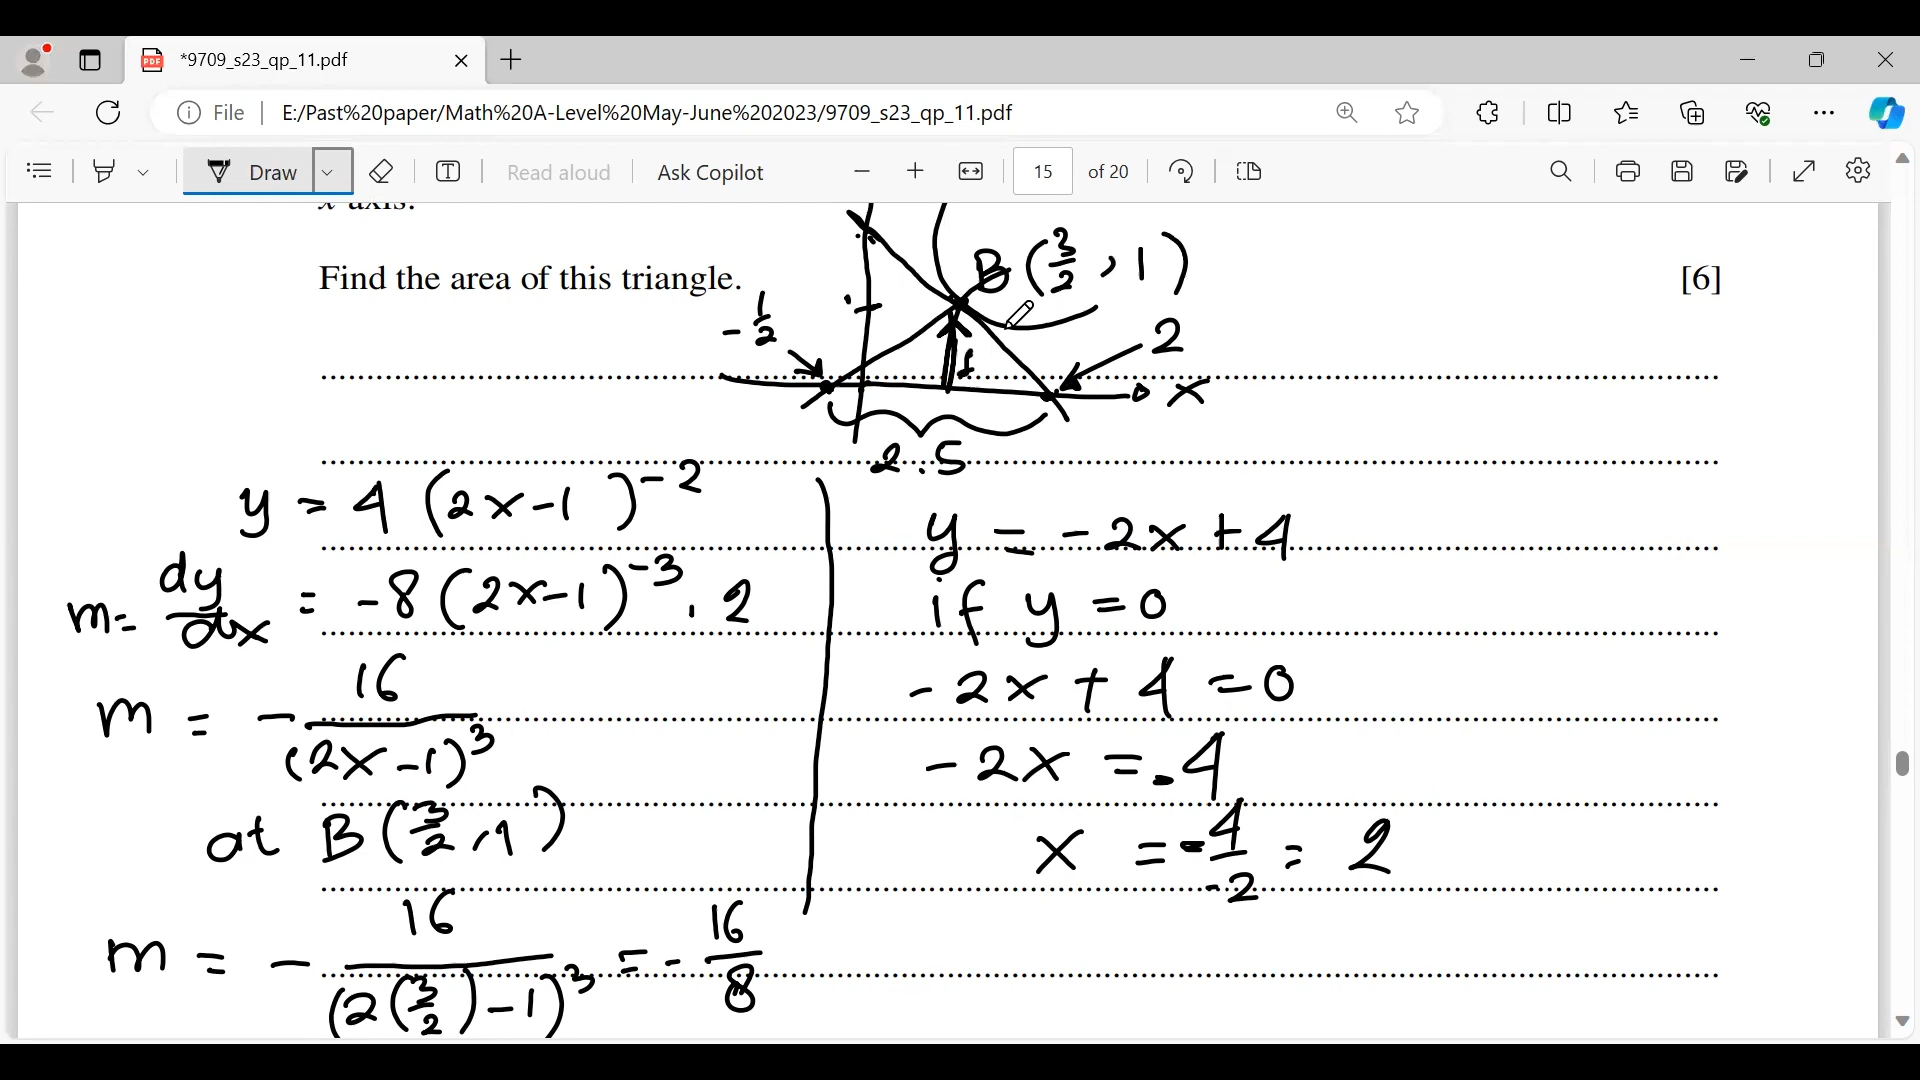 *9709_s23_qp_11.pdf
File | E:/Past%20paper/Math%20A-Level%20May-June%202023/9709_s23_qp_11.pdf
Draw Read aloud Ask Copilot 15 of 20
x-axis.
Find the area of this triangle. [6]
B (3/2, 1)
-1/2
2
1
x
2.5
y = 4 (2x-1)^-2
m = dy/dx = -8 (2x-1)^-3 . 2
m = - 16/(2x-1)^3
at B (3/2, 1)
m = - 16/(2(3/2)-1)^3 = - 16/8
y = -2x + 4
if y = 0
-2x + 4 = 0
-2x = -4
x = -4/-2 = 2